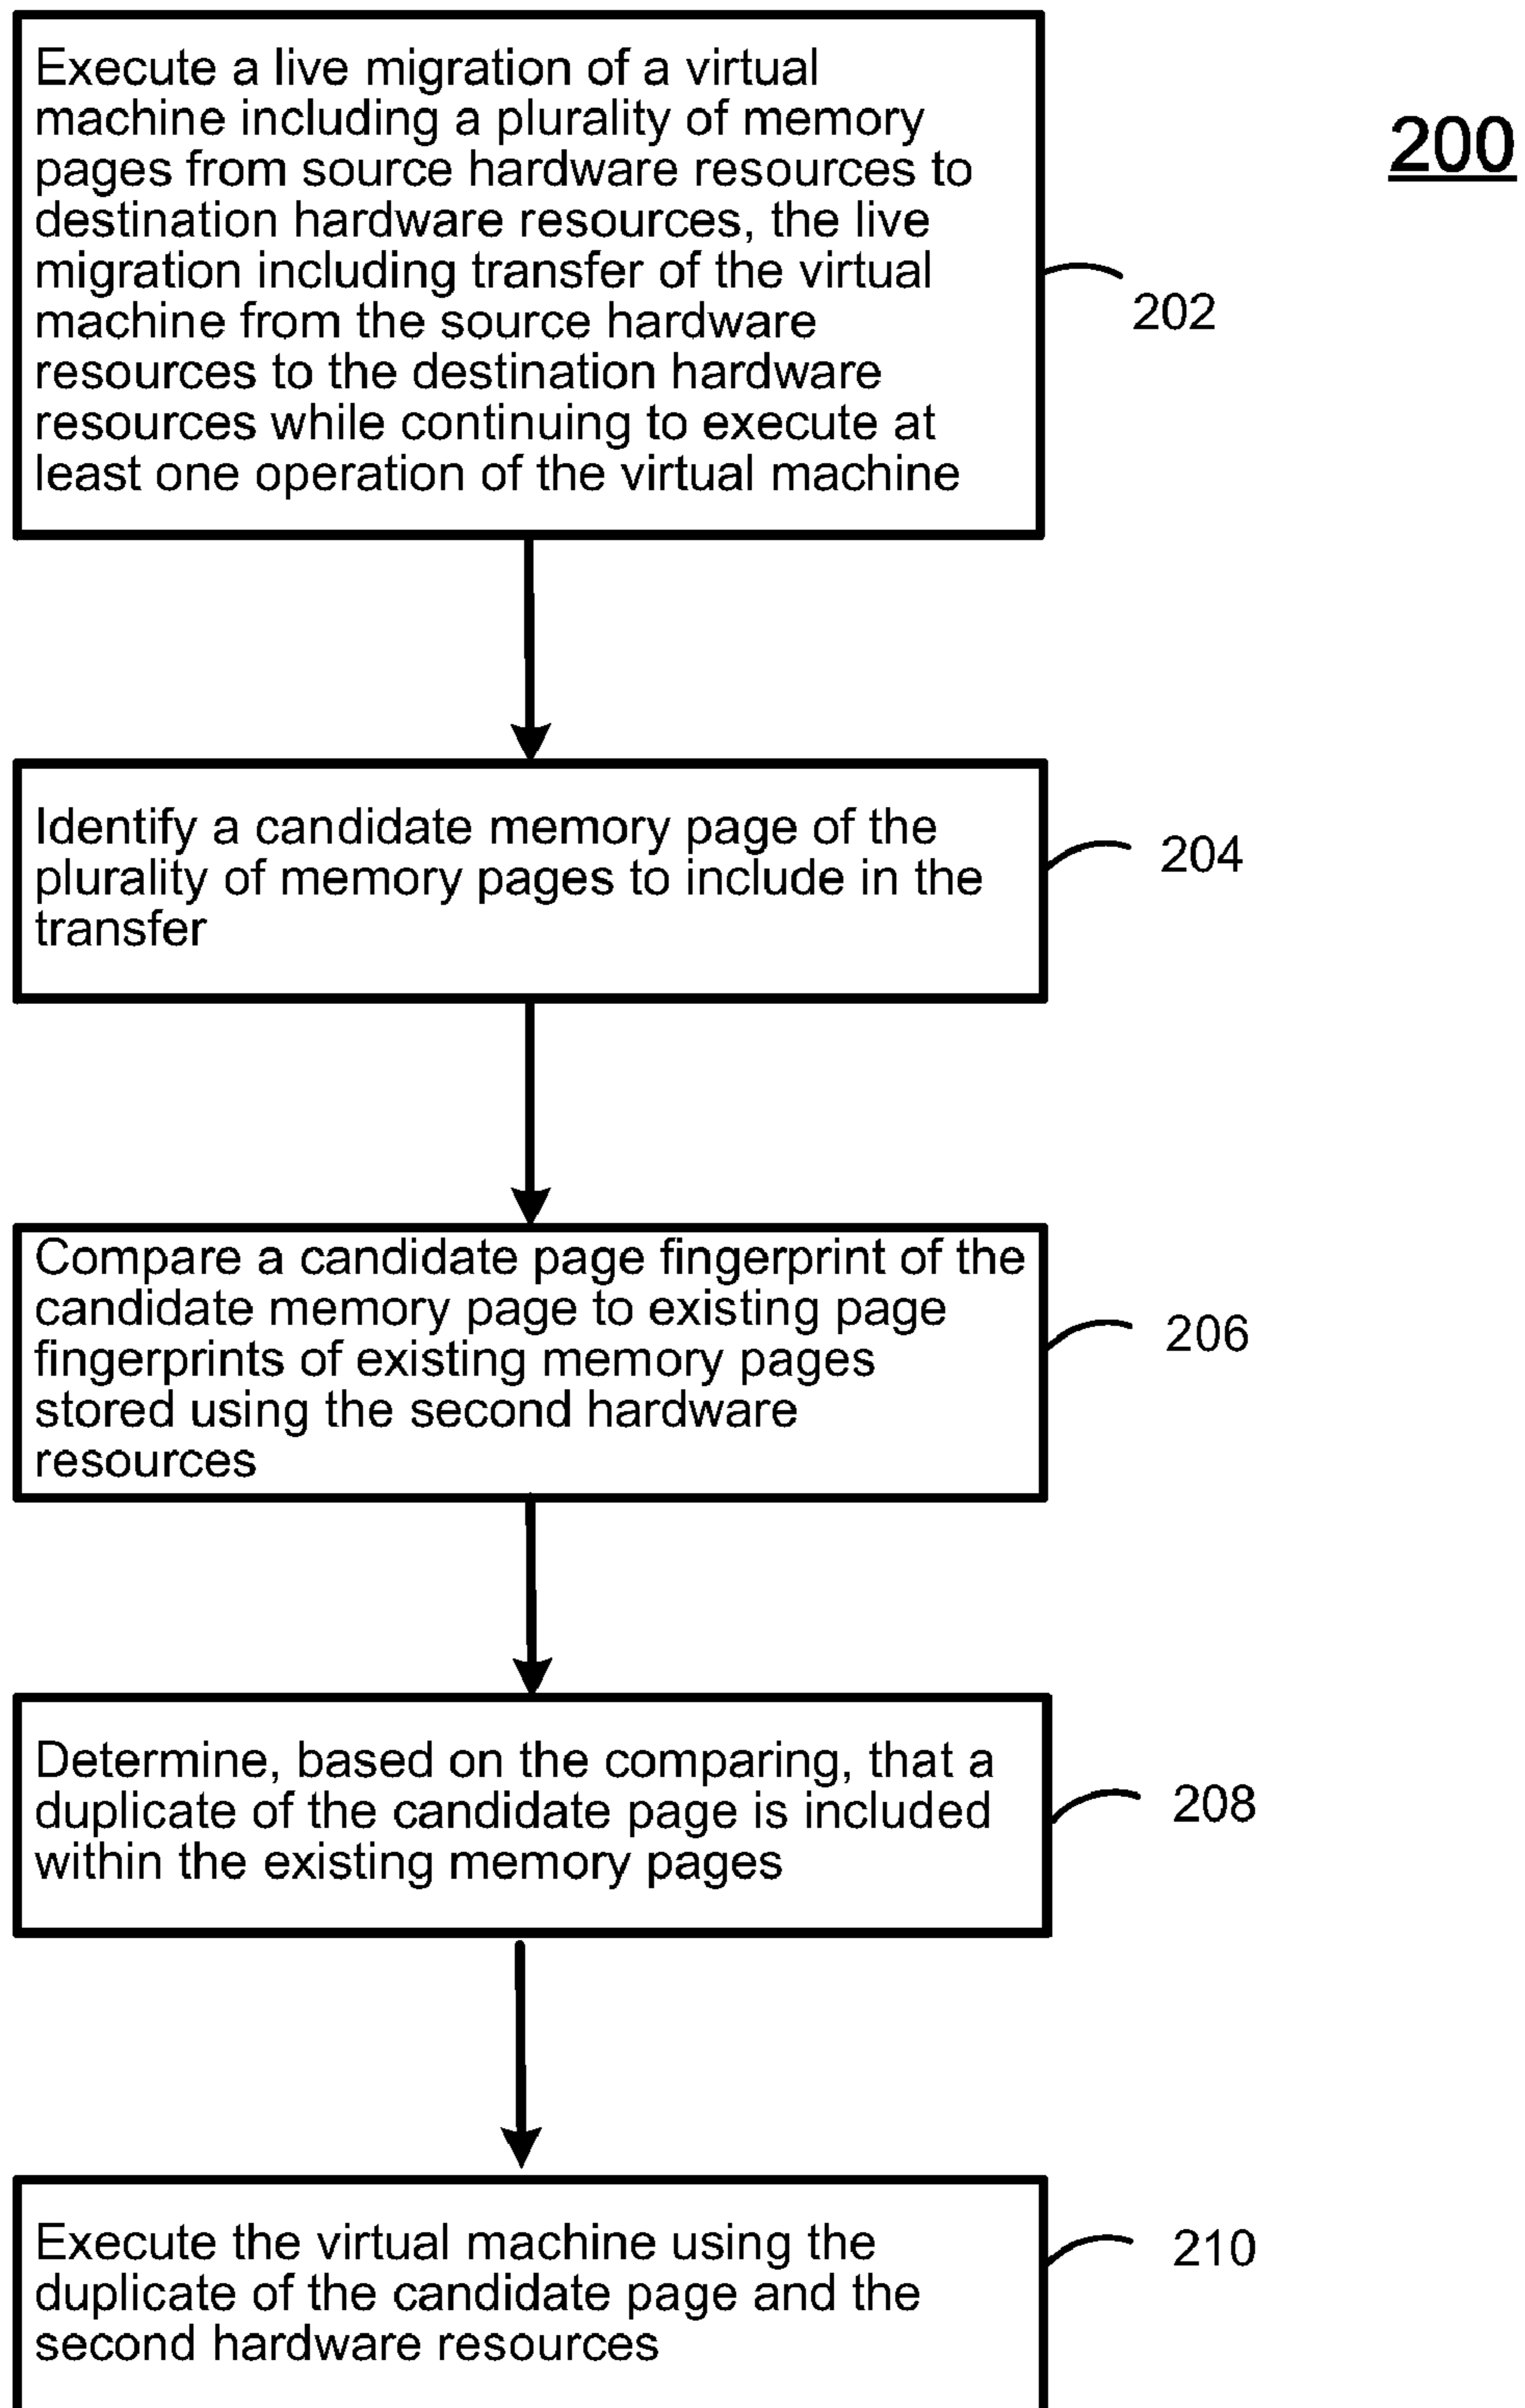 Execute a live migration of a virtual
machine including a plurality of memory
pages from source hardware resources to
destination hardware resources, the live
migration including transfer of the virtual
machine from the source hardware
resources to the destination hardware
resources while continuing to execute at
least one operation of the virtual machine
200
202
Identify a candidate memory page of the
plurality of memory pages to include in the
transfer
204
Compare a candidate page fingerprint of the
candidate memory page to existing page
fingerprints of existing memory pages
stored using the second hardware
resources
206
Determine, based on the comparing, that a
duplicate of the candidate page is included
within the existing memory pages
208
Execute the virtual machine using the
duplicate of the candidate page and the
second hardware resources
210